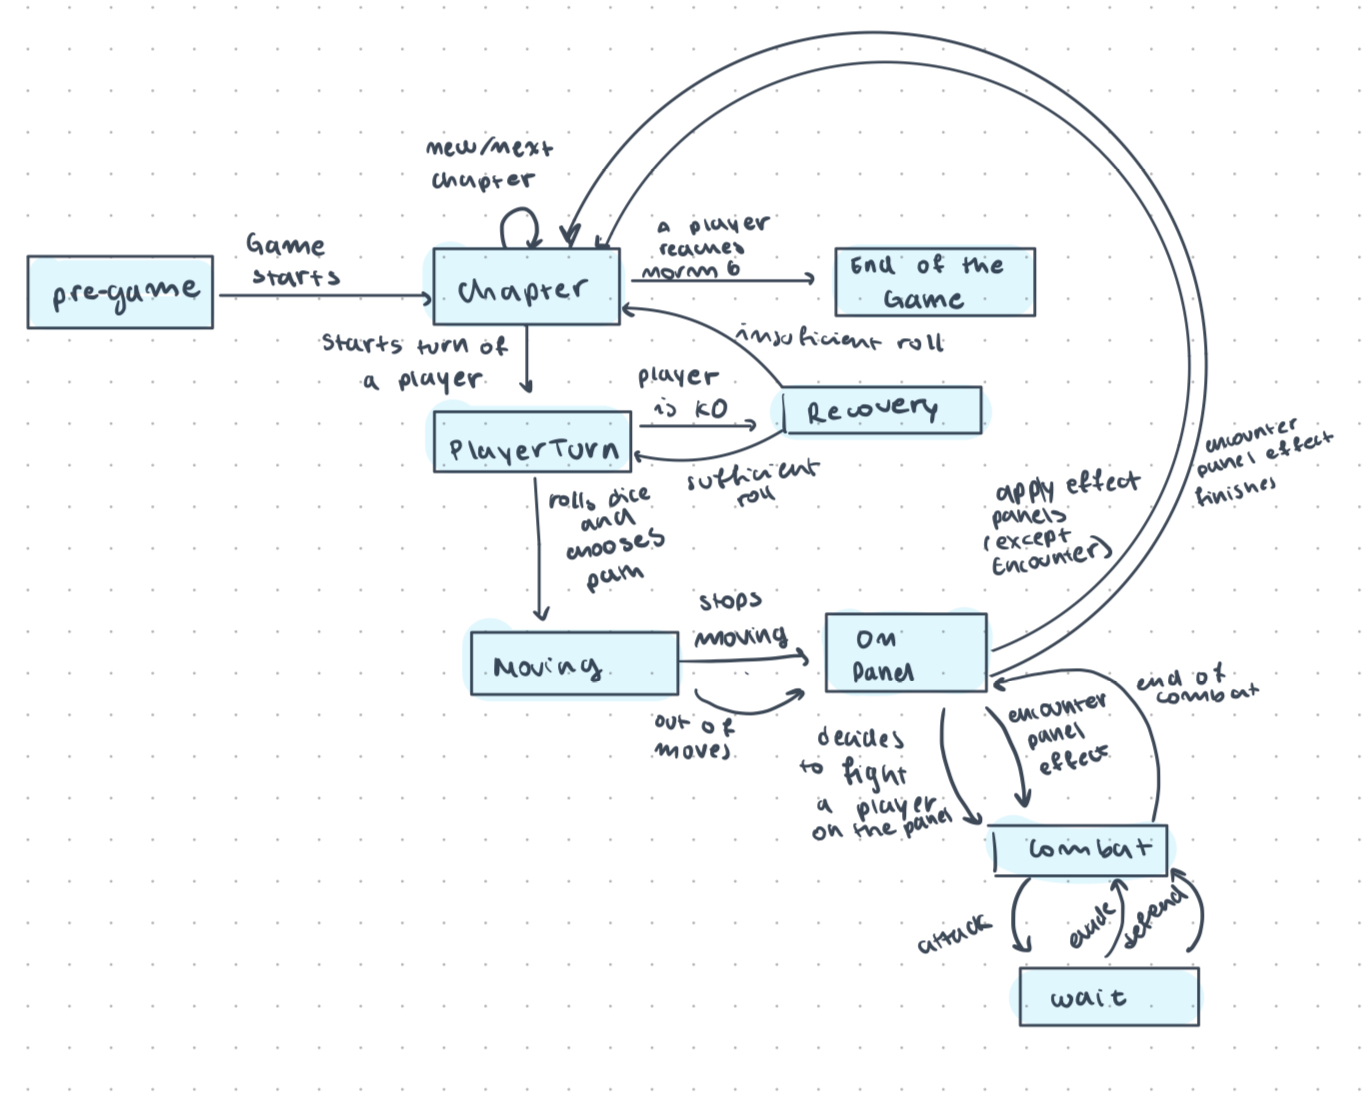 new/next
chapter
Game
starts
pre-game
chapter
a player
reaches
norm 6
End of the
Game
starts turn of
a player
insuficient roll
player
is KO
Recovery
PlayerTurn
sufficient
roll
rolls dice
and
chooses
path
encounter
panel effect
finishes
apply effect
panels
(except
Encounter)
stops
moving
Moving
out of
moves
On
Panel
end of
combat
encounter
panel
effect
decides
to fight
a player
on the panel
combat
attack
evade
defend
wait